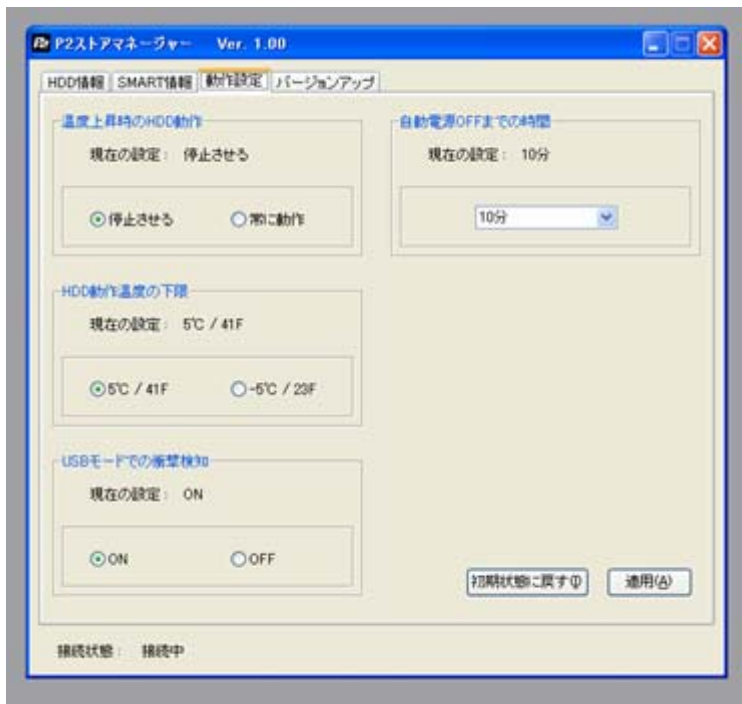 P2ストアマネージャー Ver. 1.00
HDD情報 SMART情報 動作設定 バージョンアップ
温度上昇時のHDD動作
現在の設定： 停止させる
停止させる 常に動作
自動電源OFFまでの時間
現在の設定： 10分
10分
HDD動作温度の下限
現在の設定： 5℃ / 41F
5℃ / 41F -5℃ / 23F
USBモードでの衝撃検知
現在の設定： ON
ON OFF
初期状態に戻す(I) 適用(A)
接続状態： 接続中